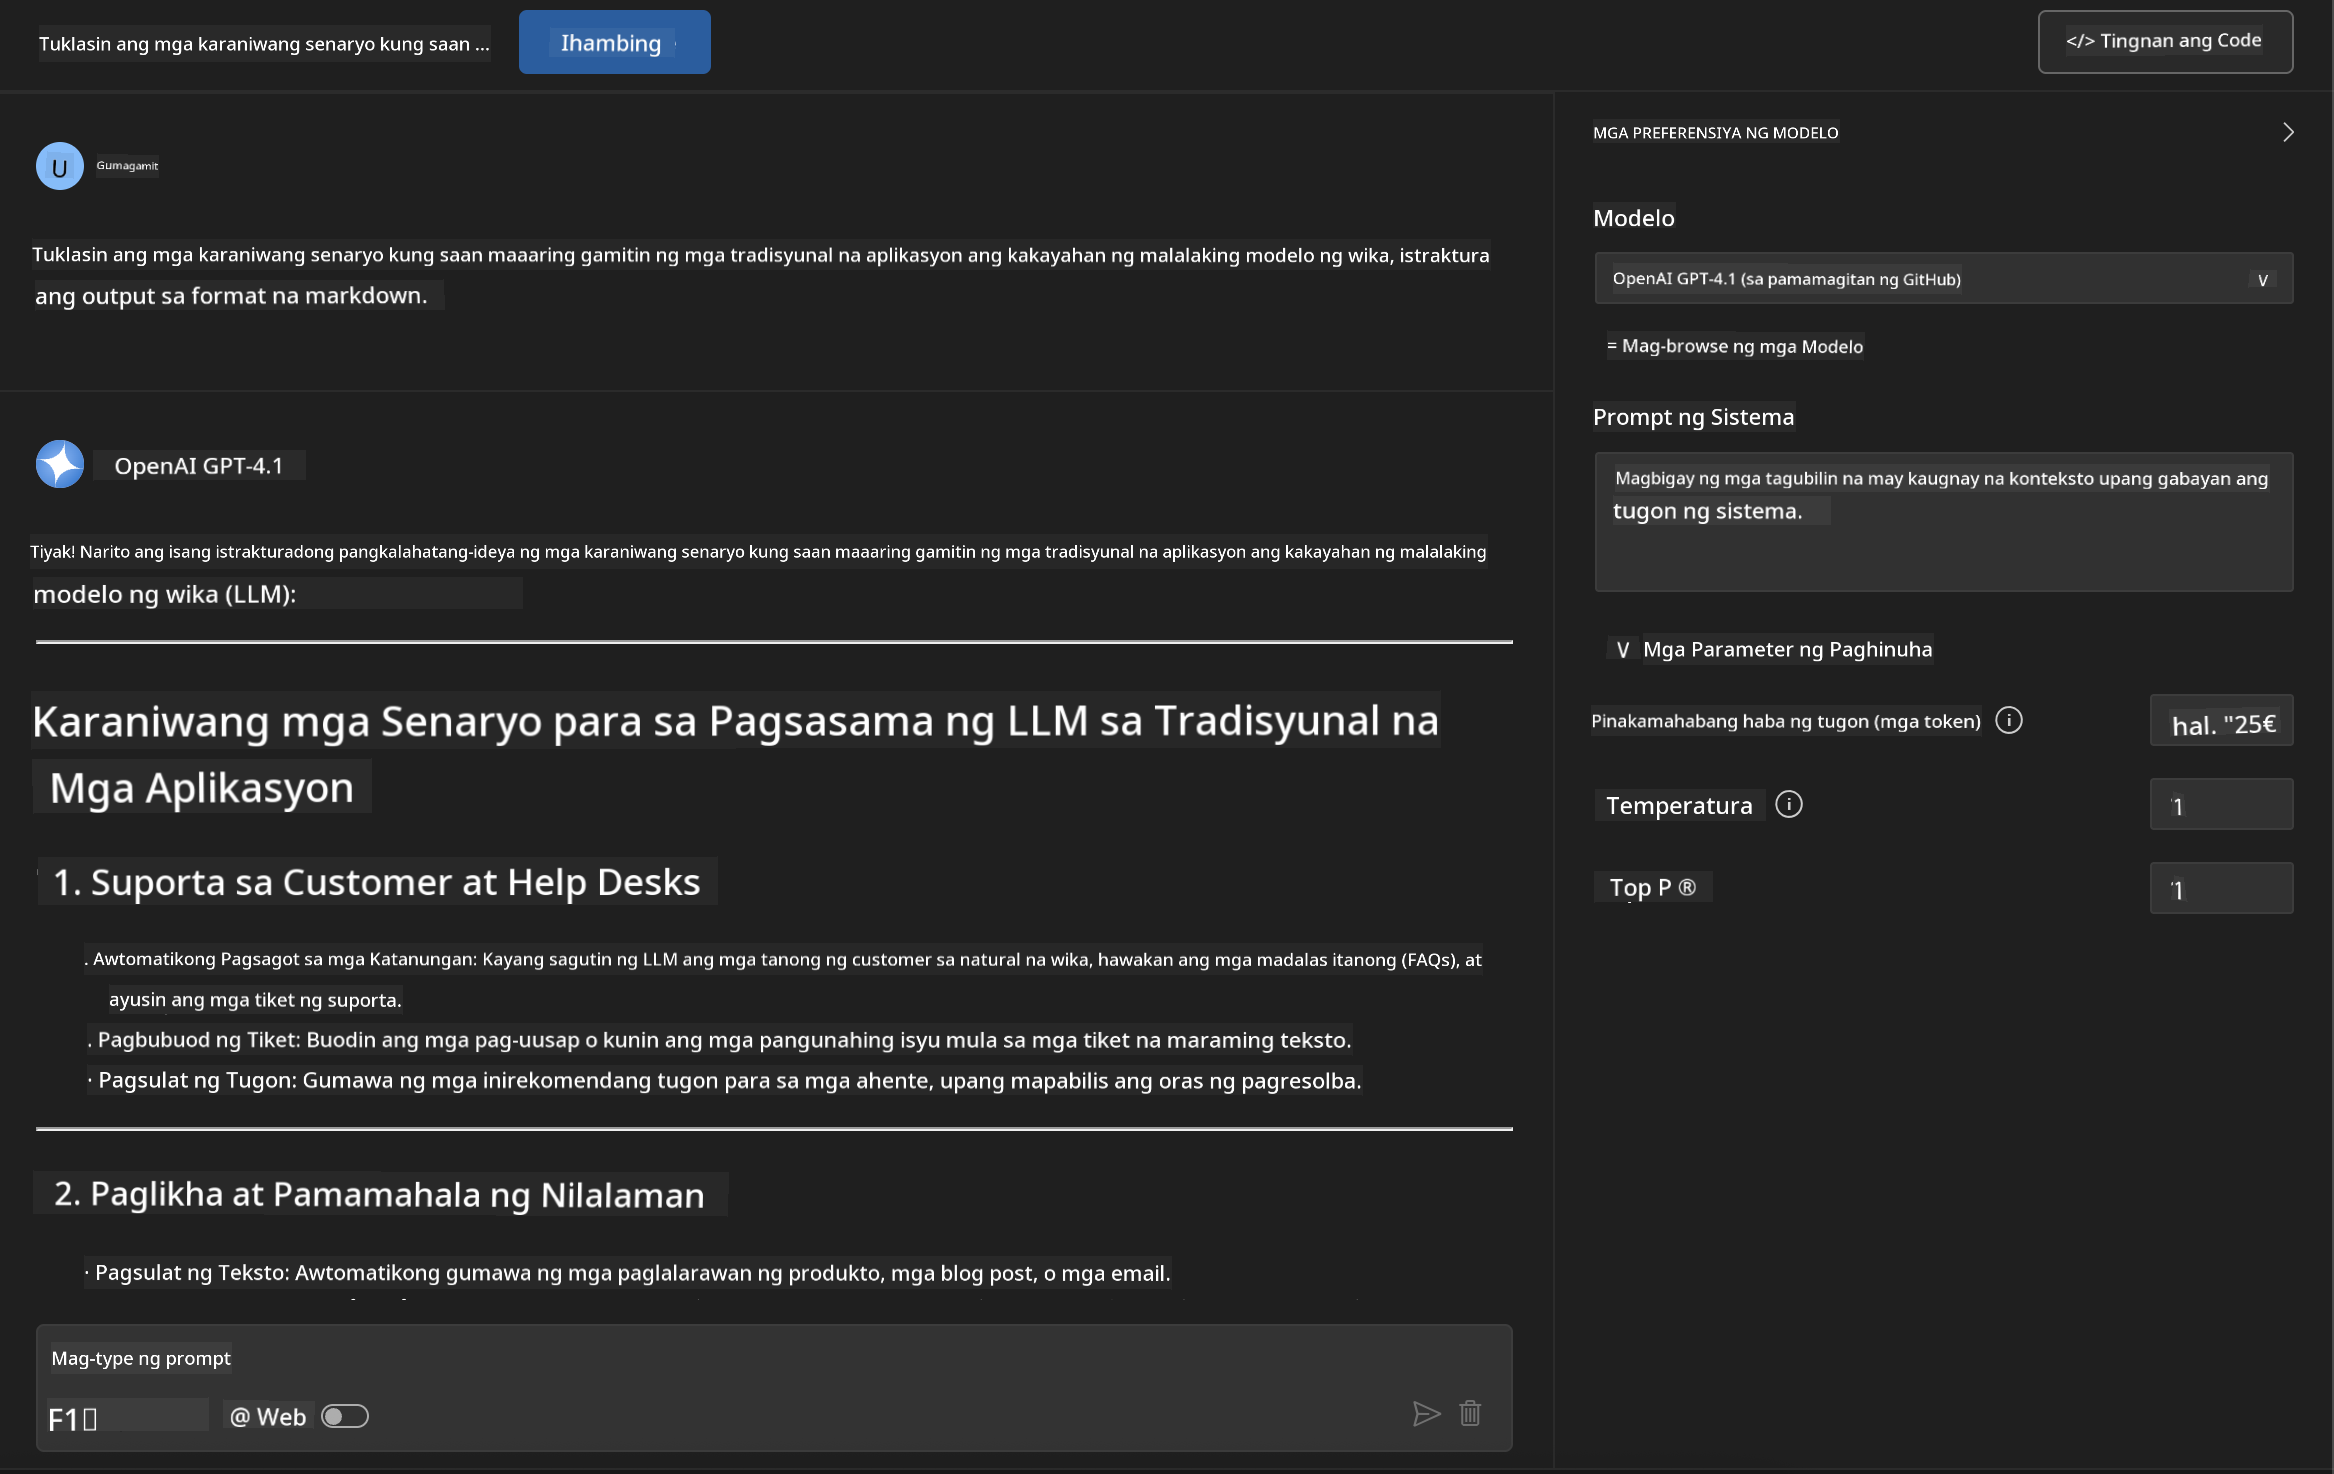 Tuklasin ang mga karaniwang senaryo kung saan ...
Ihambing
</> Tingnan ang Code
U
Gumagamit
Tuklasin ang mga karaniwang senaryo kung saan maaaring gamitin ng mga tradisyunal na aplikasyon ang kakayahan ng malalaking modelo ng wika, istraktura
ang output sa format na markdown.
OpenAI GPT-4.1
Tiyak! Narito ang isang istrakturadong pangkalahatang-ideya ng mga karaniwang senaryo kung saan maaaring gamitin ng mga tradisyunal na aplikasyon ang kakayahan ng malalaking
modelo ng wika (LLM):
Karaniwang mga Senaryo para sa Pagsasama ng LLM sa Tradisyunal na
Mga Aplikasyon
1. Suporta sa Customer at Help Desks
. Awtomatikong Pagsagot sa mga Katanungan: Kayang sagutin ng LLM ang mga tanong ng customer sa natural na wika, hawakan ang mga madalas itanong (FAQs), at
ayusin ang mga tiket ng suporta.
. Pagbubuod ng Tiket: Buodin ang mga pag-uusap o kunin ang mga pangunahing isyu mula sa mga tiket na maraming teksto.
· Pagsulat ng Tugon: Gumawa ng mga inirekomendang tugon para sa mga ahente, upang mapabilis ang oras ng pagresolba.
2. Paglikha at Pamamahala ng Nilalaman
· Pagsulat ng Teksto: Awtomatikong gumawa ng mga paglalarawan ng produkto, mga blog post, o mga email.
Mag-type ng prompt
F1
@ Web
MGA PREFERENSIYA NG MODELO
Modelo
OpenAI GPT-4.1 (sa pamamagitan ng GitHub) v
= Mag-browse ng mga Modelo
Prompt ng Sistema
Magbigay ng mga tagubilin na may kaugnay na konteksto upang gabayan ang
tugon ng sistema.
V Mga Parameter ng Paghinuha
Pinakamahabang haba ng tugon (mga token) hal. "25€
Temperatura 1
Top P ® 1